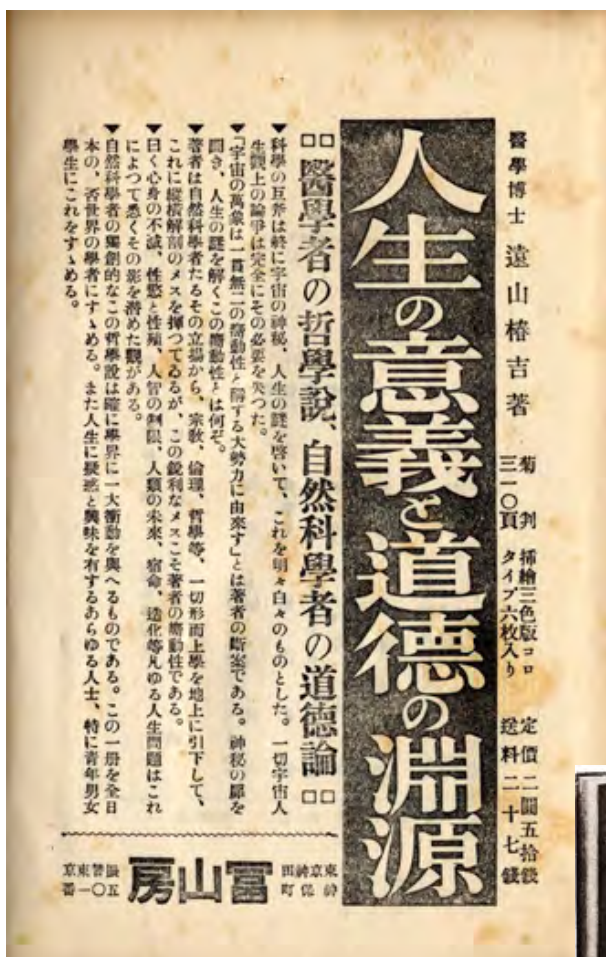 醫學博士 遠山椿吉著
菊判 三一〇頁
挿繪三色版コロタイプ六枚入り
定價二圓五拾錢
送料二十七錢
人生の意義と道德の淵源
醫學者の哲學說、自然科學者の道德論
▼科學の巨斧は終に宇宙の神秘、人生の謎を啓いて、これを明々白々のものとした。一切宇宙人
生觀上の論爭は完全にその必要を失つた。
▼「宇宙の萬象は一貫無二の 動性と稱する大勢力に由來す」とは著者の斷案である。神秘の扉を
開き、人生の謎を解くこの 動性とは何ぞ。
▼著者は自然科學者たるその立場から、宗敎、倫理、哲學等、一切形而上學を地上に引下して、
これに縱橫解剖のメスを揮つてゐるが、この銳利なメスこそ著者の 動性である。
▼曰く心身の不滅、性慾と性殖、人智の制限、人類の未來、宿命、造化等凡ゆる人生問題はこれ
によつて悉くその影を潜めた觀がある。
▼自然科學者の獨創的なこの哲學說は確に學界に一大衝動を與へるものである。この一册を全日
本の、否世界の學者にすゝめる。また人生に疑惑と興味を有するあらゆる人士、特に青年男女
學生にこれをすゝめる。
東京神田神保町
冨山房